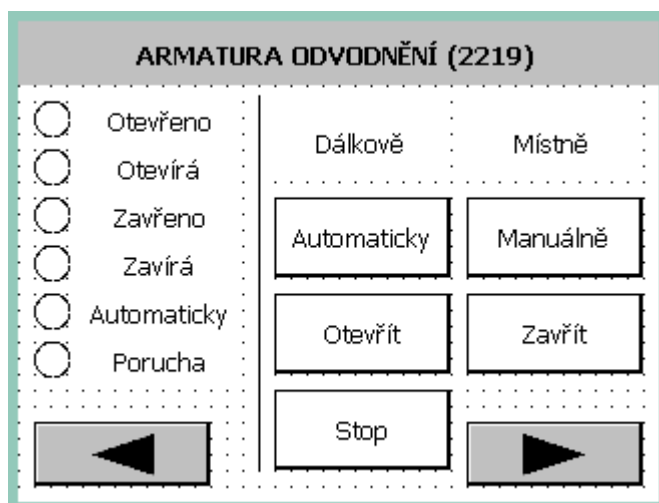 ARMATURA ODVODNĚNÍ (2219)
Otevřeno
Otevírá
Zavřeno
Zavírá
Automaticky
Porucha
Dálkově
Místně
Automaticky
Manuálně
Otevřít
Zavřít
Stop